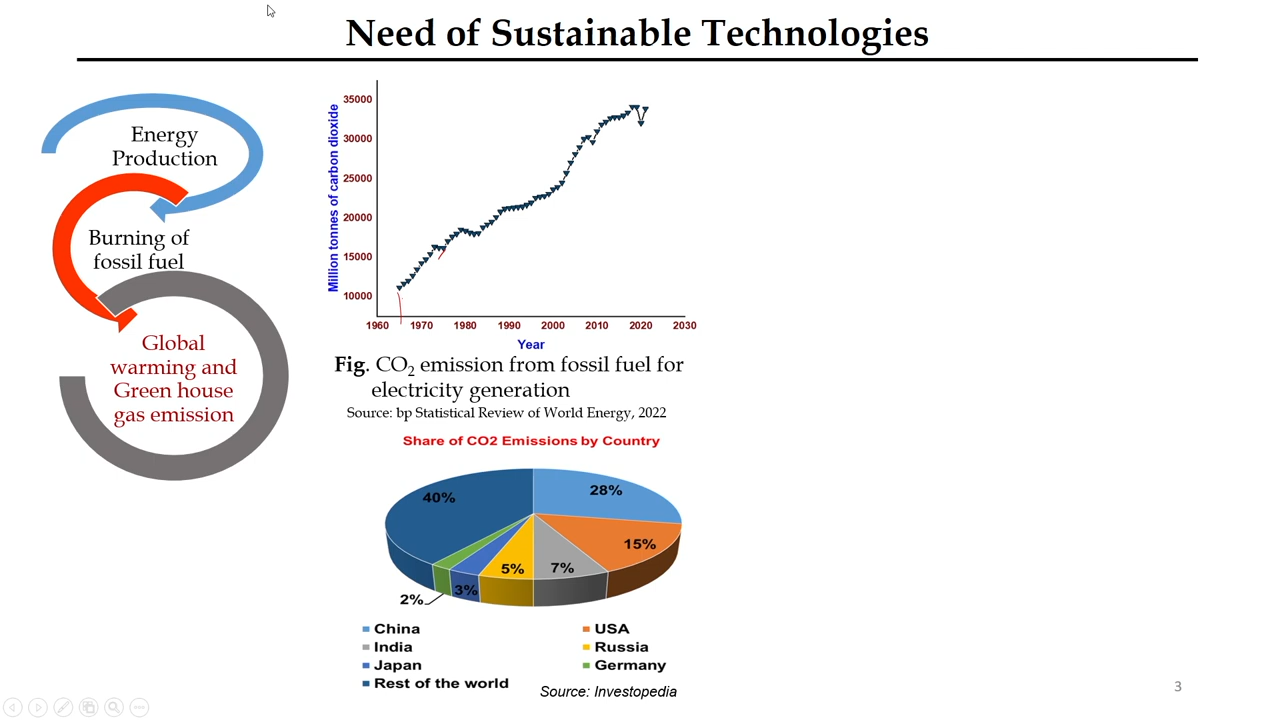 Need of Sustainable Technologies
Energy
Production
Burning of
fossil fuel
Global
warming and
Green house
gas emission
Million tonnes of carbon dioxide
35000
30000
25000
20000
15000
10000
1960 1970 1980 1990 2000 2010 2020 2030
Year
Fig. CO₂ emission from fossil fuel for
electricity generation
Source: bp Statistical Review of World Energy, 2022
Share of CO2 Emissions by Country
40%
28%
15%
7%
5%
3%
2%
China
USA
India
Russia
Japan
Germany
Rest of the world
Source: Investopedia
3